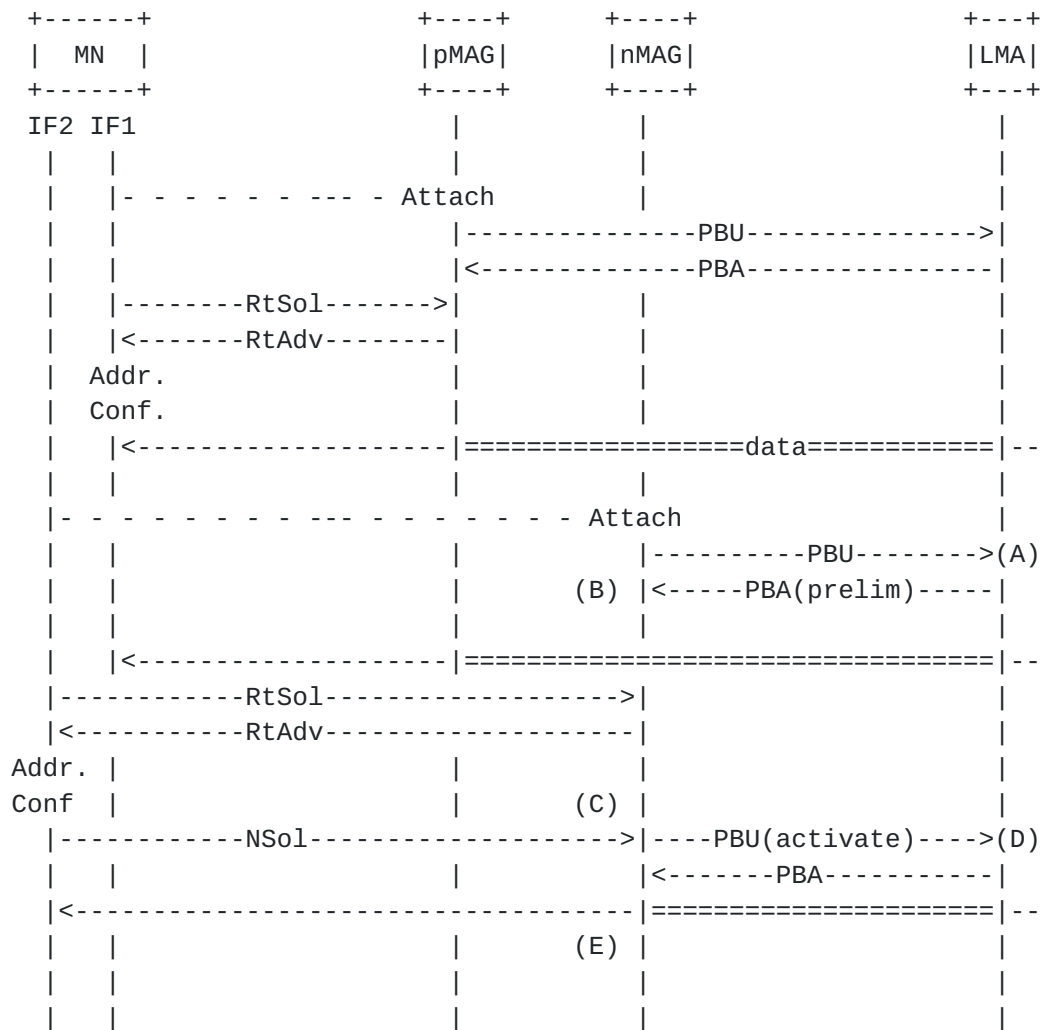 MN pMAG nMAG LMA
IF2 IF1
Attach
PBU
PBA
RtSol
RtAdv
Addr.
Conf.
data
Attach
PBU (A)
(B) PBA(prelim)
RtSol
RtAdv
Addr.
Conf (C)
NSol PBU(activate) (D)
PBA
(E)